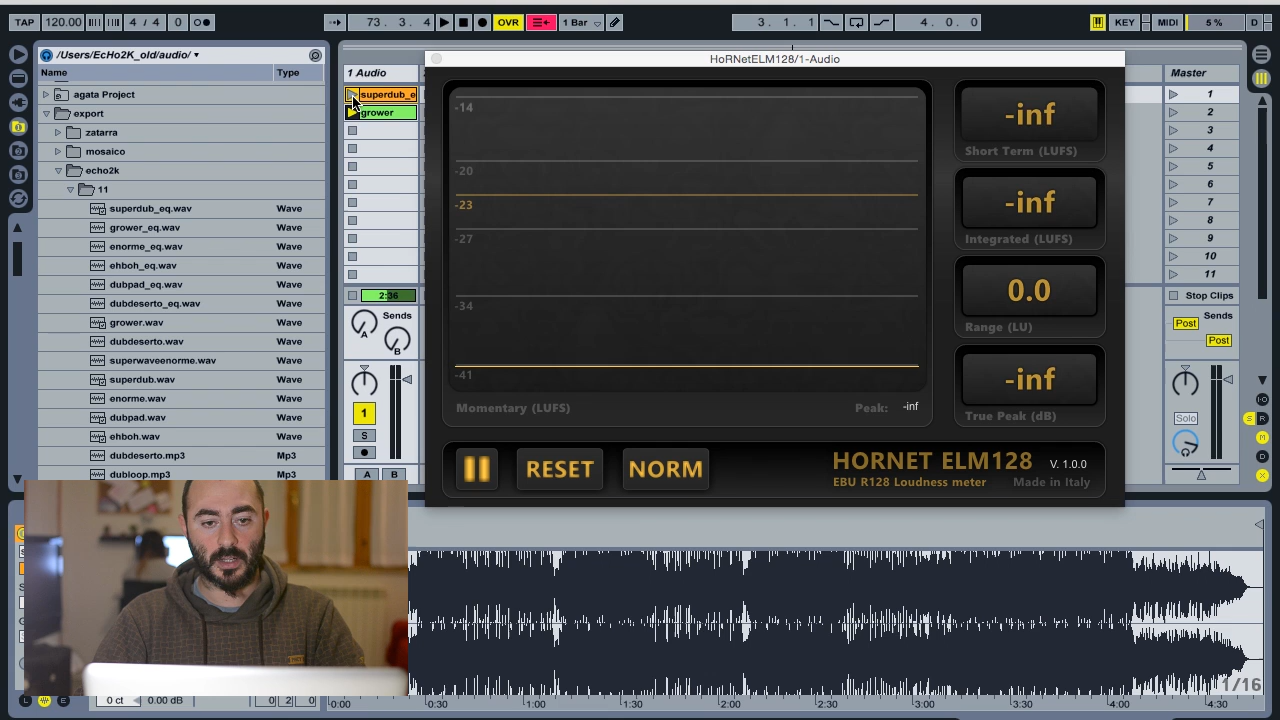 TAP 120.00 4 / 4 0 73. 3. 4 OVR 1 Bar 3. 1. 1 4. 0. 0 KEY MIDI 5 % D
/Users/EcHo2K_old/audio/
Name Type
agata Project
export
zatarra
mosaico
echo2k
11
superdub_eq.wav Wave
grower_eq.wav Wave
enorme_eq.wav Wave
ehboh_eq.wav Wave
dubpad_eq.wav Wave
dubdeserto_eq.wav Wave
grower.wav Wave
dubdeserto.wav Wave
superwaveenorme.wav Wave
superdub.wav Wave
enorme.wav Wave
dubpad.wav Wave
ehboh.wav Wave
dubdeserto.mp3 Mp3
dubloop.mp3 Mp3
1 Audio
superdub_e
grower
2:36
Sends
A
B
1
S
A B
HoRNetELM128/1-Audio
-14
-20
-23
-27
-34
-41
Momentary (LUFS) Peak: -inf
-inf
Short Term (LUFS)
-inf
Integrated (LUFS)
0.0
Range (LU)
-inf
True Peak (dB)
RESET NORM
HORNET ELM128 V. 1.0.0
EBU R128 Loudness meter Made in Italy
Master
1
2
3
4
5
6
7
8
9
10
11
Stop Clips
Sends
Post
Post
Solo
I·O
S R
M
D
X
1/16
L E 0 ct 0.00 dB 0 2 0
0:00 0:30 1:00 1:30 2:00 2:30 3:00 3:30 4:00 4:30